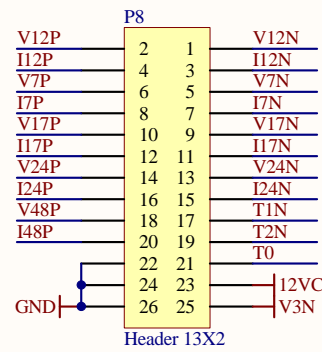 P8
V12P 2 1 V12N
I12P 4 3 I12N
V7P 6 5 V7N
I7P 8 7 I7N
V17P 10 9 V17N
I17P 12 11 I17N
V24P 14 13 V24N
I24P 16 15 I24N
V48P 18 17 T1N
I48P 20 19 T2N
22 21 T0
24 23 12VC
GND 26 25 V3N
Header 13X2